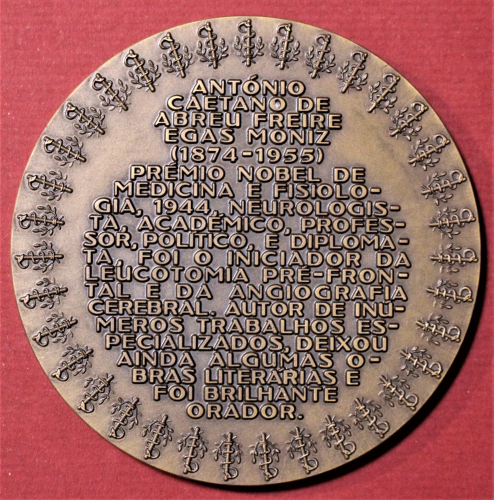 ANTÓNIO
CAETANO DE
ABREU FREIRE
EGAS MONIZ
(1874-1955)
PRÉMIO NOBEL DE
MEDICINA E FISIOLO-
GIA, 1944, NEUROLOGIS-
TA, ACADÉMICO, PROFES-
SOR, POLÍTICO, E DIPLOMA-
TA, FOI O INICIADOR DA
LEUCOTOMIA PRÉ-FRON-
TAL E DA ANGIOGRAFIA
CEREBRAL. AUTOR DE INÚ-
MEROS TRABALHOS ES-
PECIALIZADOS, DEIXOU
AINDA ALGUMAS O-
BRAS LITERÁRIAS E
FOI BRILHANTE
ORADOR.